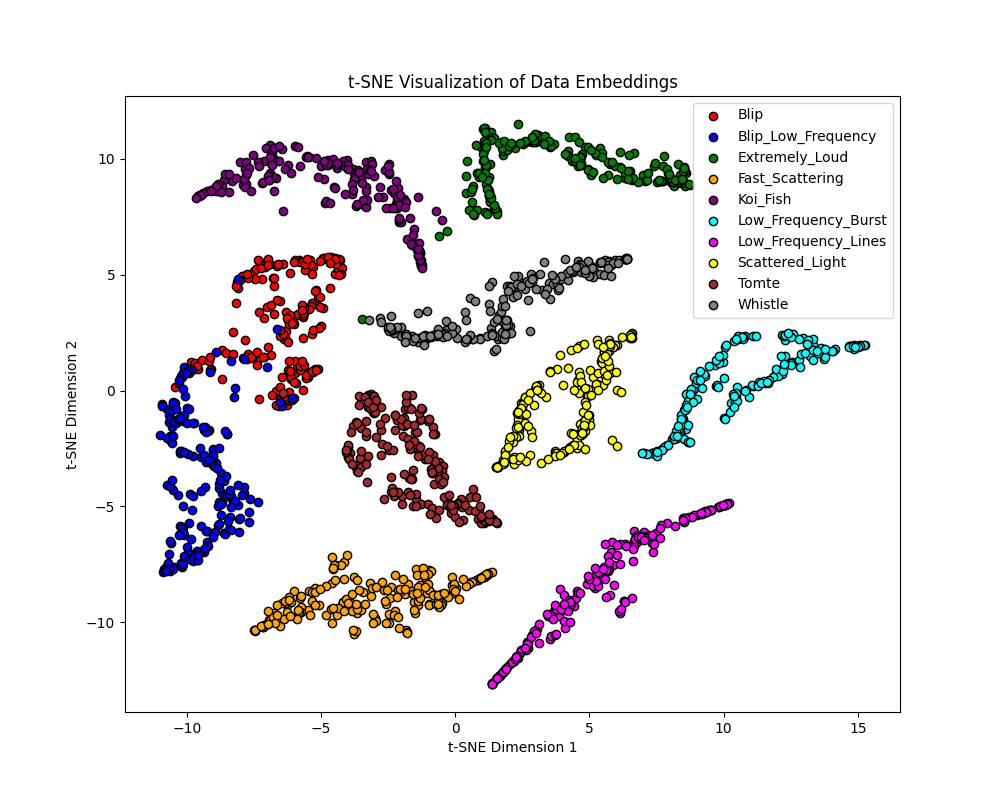 t-SNE Visualization of Data Embeddings
Blip
Blip_Low_Frequency
Extremely_Loud
Fast_Scattering
Koi_Fish
Low_Frequency_Burst
Low_Frequency_Lines
Scattered_Light
Tomte
Whistle
10
5
0
−5
−10
t-SNE Dimension 2
−10
−5
0
5
10
15
t-SNE Dimension 1